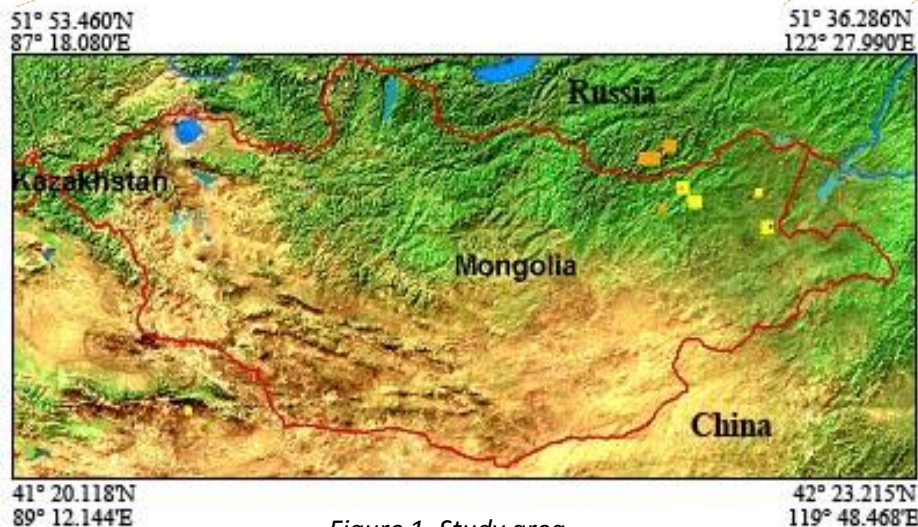 51° 53.460'N
87° 18.080'E
51° 36.286'N
122° 27.990'E
Russia
Kazakhstan
Mongolia
China
41° 20.118'N
89° 12.144'E
42° 23.215'N
119° 48.468'E
Figure 1. Study area